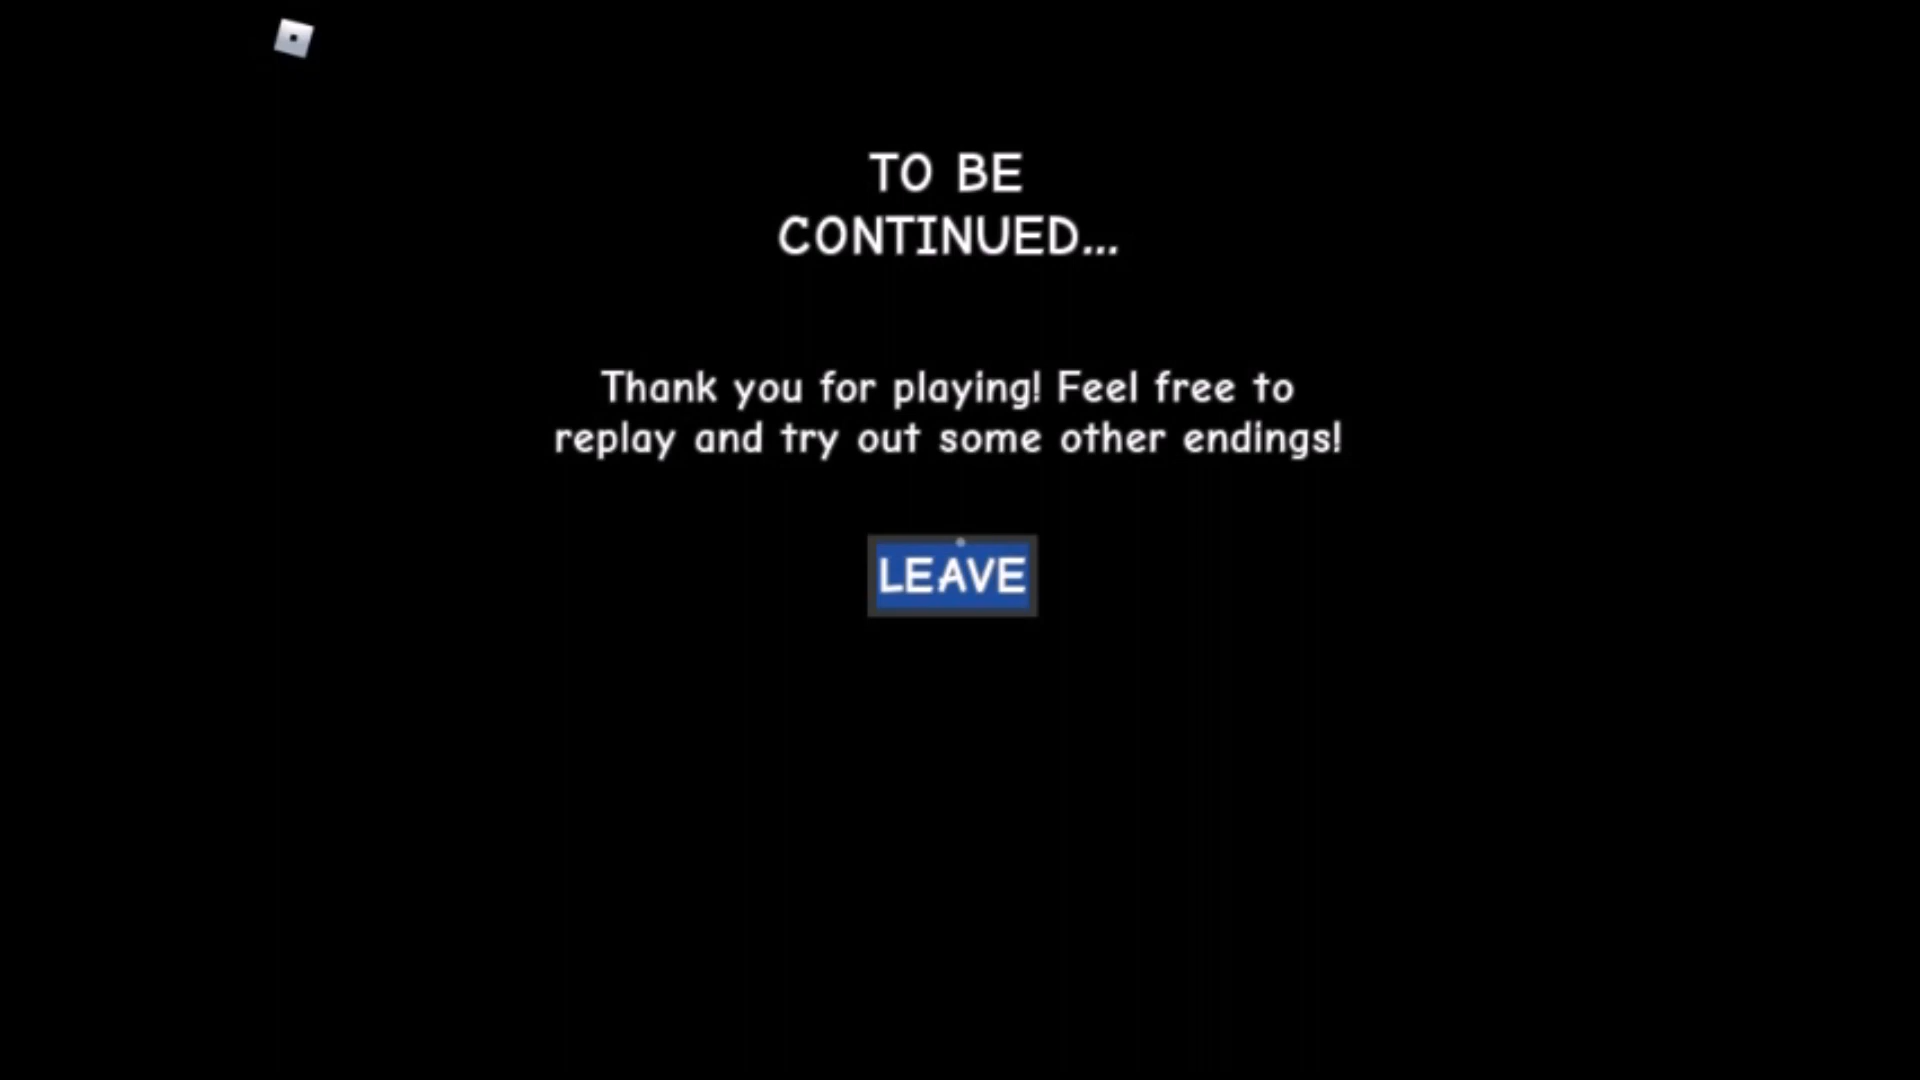 TO BE
CONTINUED...
Thank you for playing! Feel free to
replay and try out some other endings!
LEAVE